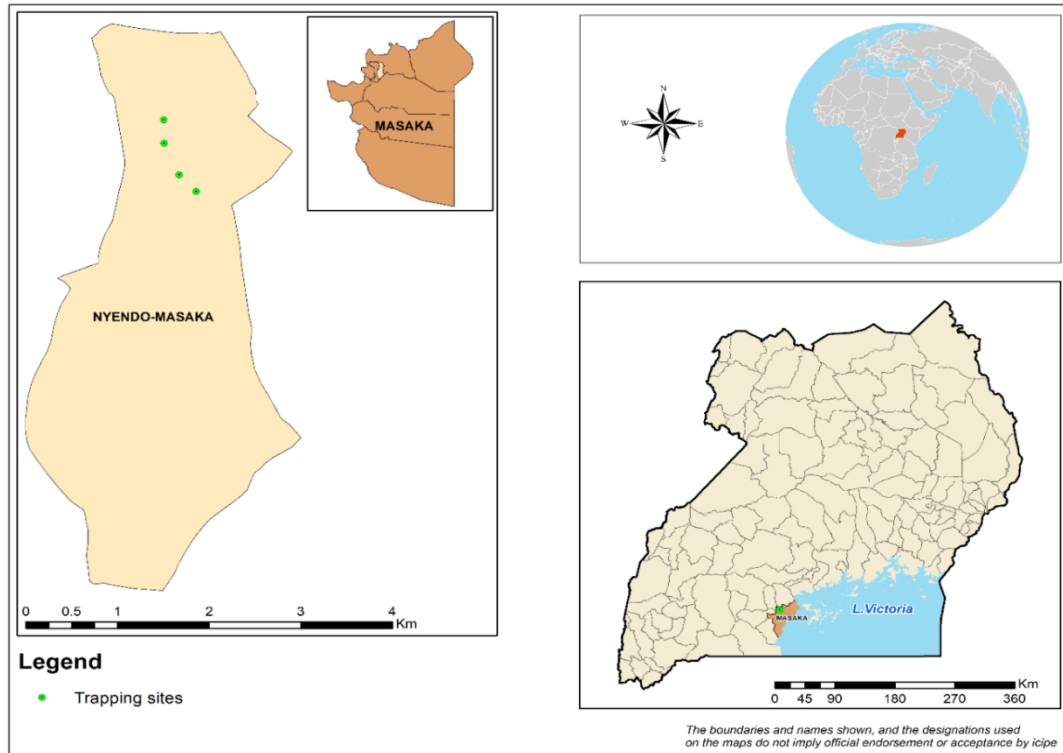 MASAKA
NYENDO-MASAKA
0 0.5 1 2 3 4
Km
Legend
Trapping sites
N
W E
S
L.Victoria
MASAKA
Km
0 45 90 180 270 360
The boundaries and names shown, and the designations used
on the maps do not imply official endorsement or acceptance by icipe